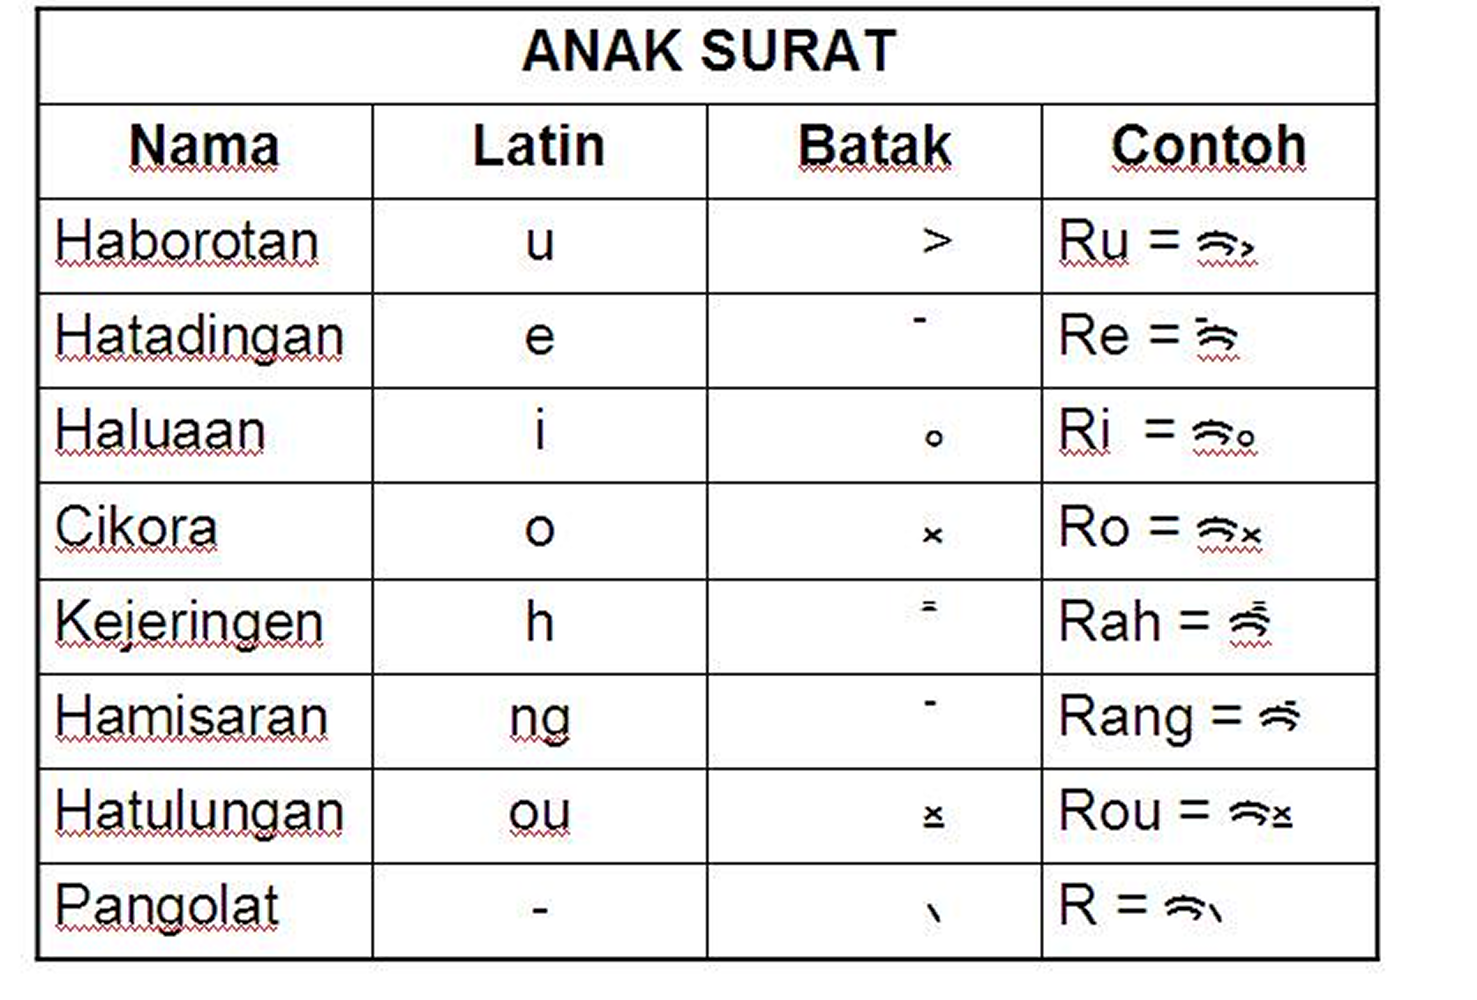 ANAK SURAT
Nama Latin Batak Contoh
Haborotan u > Ru = ᯒᯮ
Hatadingan e - Re = ᯒᯩ
Haluaan i o Ri = ᯒᯪ
Cikora o x Ro = ᯒᯬ
Kejeringen h = Rah = ᯒᯱ
Hamisaran ng - Rang = ᯒᯰ
Hatulungan ou x Rou = ᯒᯭ
Pangolat - \ R = ᯒ᯲